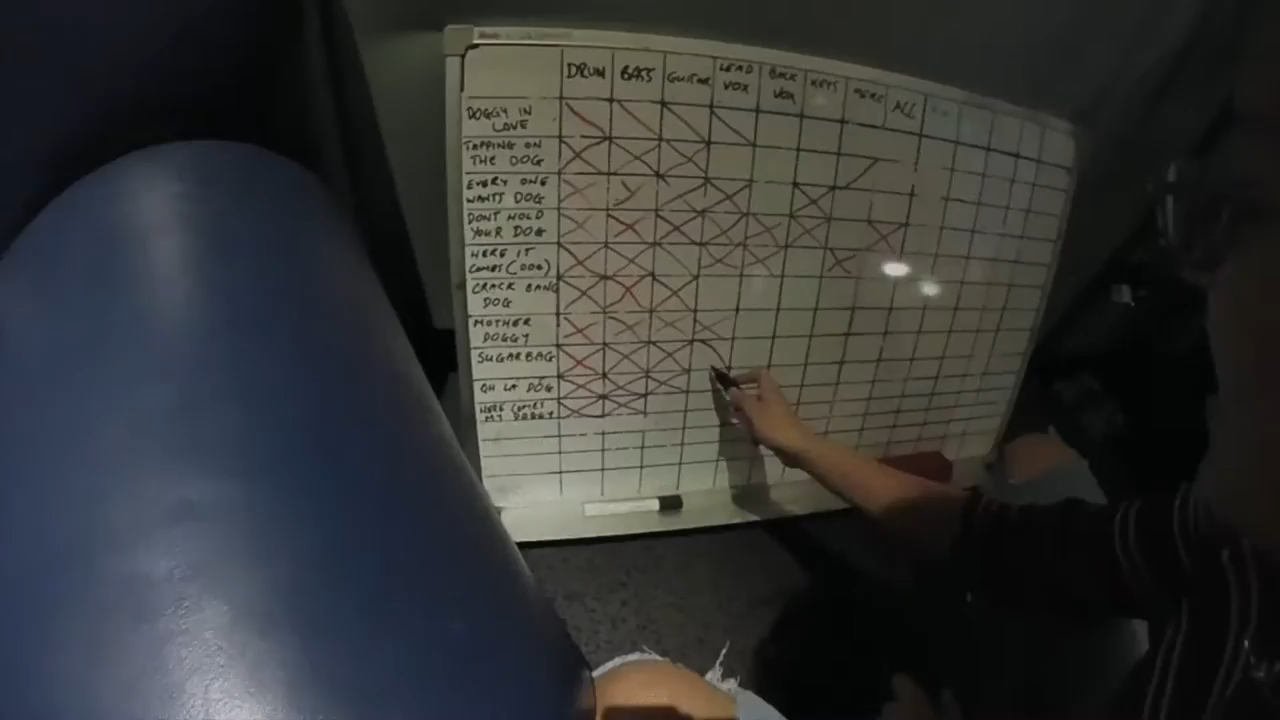 DRUM BASS GUITAR LEAD VOX BACK VOX KEYS PERC ALL
DOGGY IN LOVE
TAPPING ON THE DOG
EVERY ONE WANTS DOG
DONT HOLD YOUR DOG
HERE IT COMES (DOG)
CRACK BANG DOG
MOTHER DOGGY
SUGARBAG
OH LA DOG
HERE COMES MY DOGGY